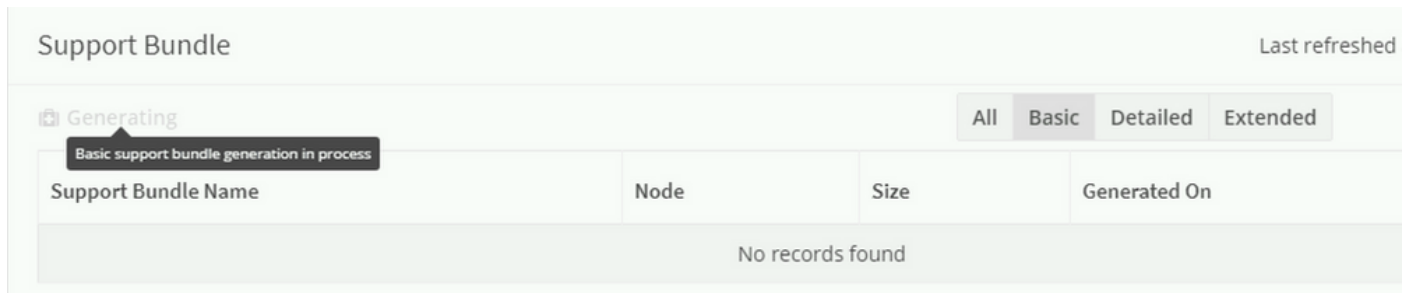 Support Bundle
Last refreshed
Generating
All Basic Detailed Extended
Basic support bundle generation in process
Support Bundle Name Node Size Generated On
No records found